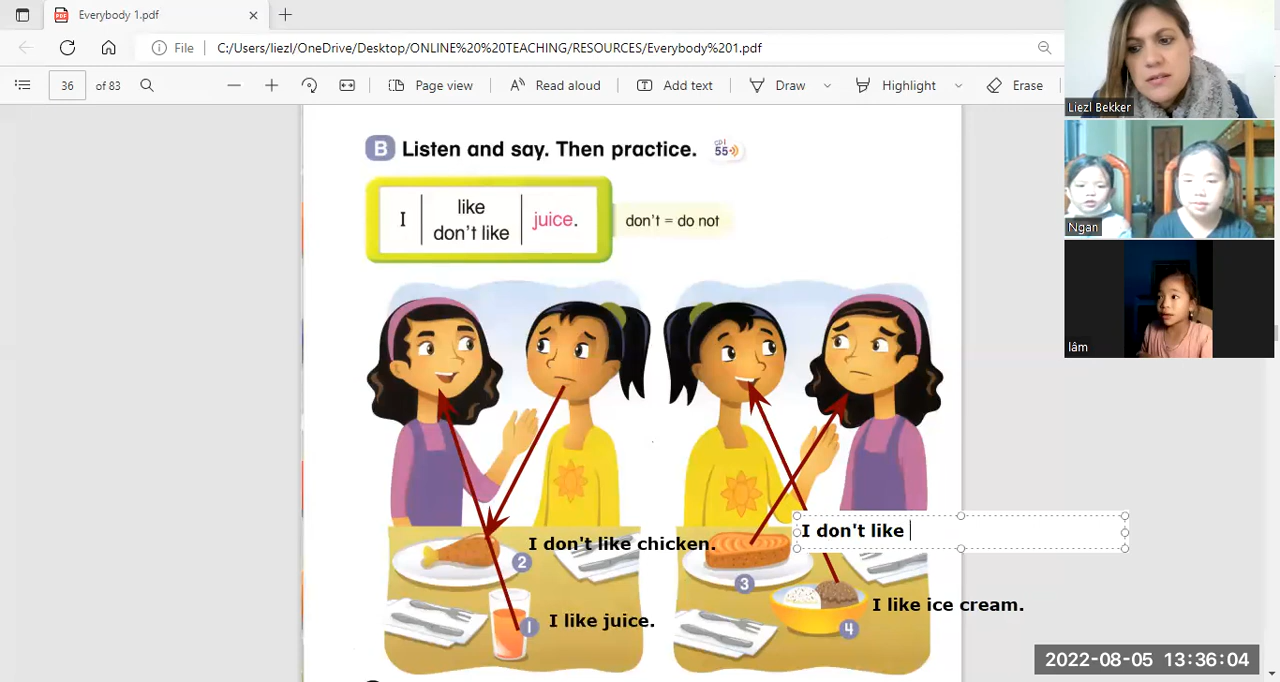 Everybody 1.pdf
File
C:/Users/liezl/OneDrive/Desktop/ONLINE%20%20TEACHING/RESOURCES/Everybody%201.pdf
36 of 83
Page view
Read aloud
Add text
Draw
Highlight
Erase
Liezl Bekker
Ngan
lâm
B Listen and say. Then practice. CD1 55
I like juice.
don't like
don't = do not
I don't like
I don't like chicken.
2
3
I like ice cream.
1 I like juice.
4
2022-08-05 13:36:04